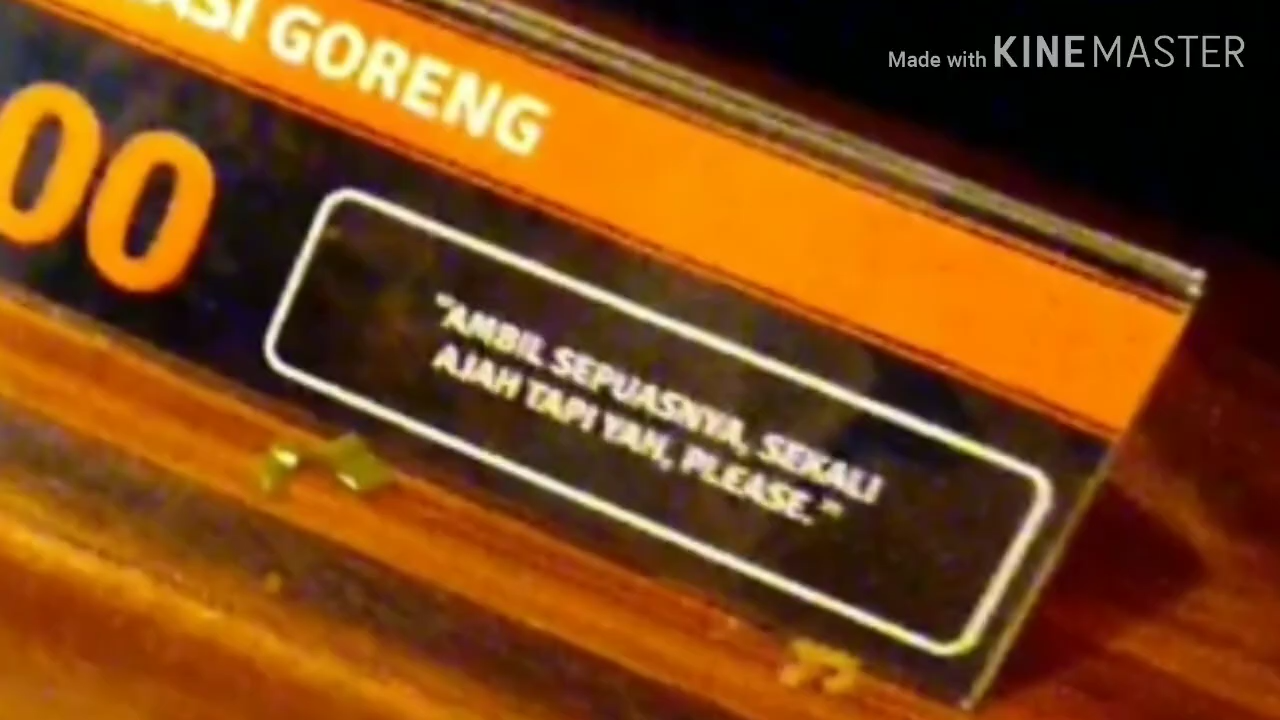 Made with KINEMASTER
ASI GORENG
00
"AMBIL SEPUASNYA, SEKALI
AJAH TAPI YAH, PLEASE."